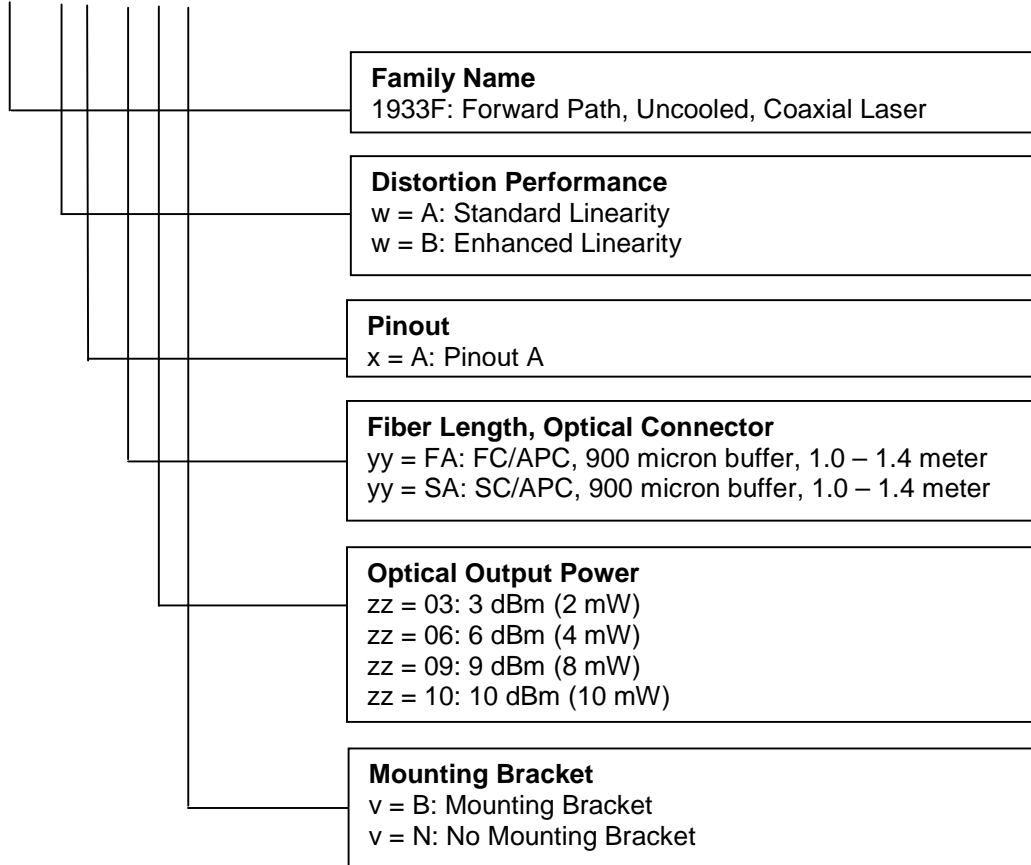 Family Name
1933F: Forward Path, Uncooled, Coaxial Laser
Distortion Performance
w = A: Standard Linearity
w = B: Enhanced Linearity
Pinout
x = A: Pinout A
Fiber Length, Optical Connector
yy = FA: FC/APC, 900 micron buffer, 1.0 – 1.4 meter
yy = SA: SC/APC, 900 micron buffer, 1.0 – 1.4 meter
Optical Output Power
zz = 03: 3 dBm (2 mW)
zz = 06: 6 dBm (4 mW)
zz = 09: 9 dBm (8 mW)
zz = 10: 10 dBm (10 mW)
Mounting Bracket
v = B: Mounting Bracket
v = N: No Mounting Bracket